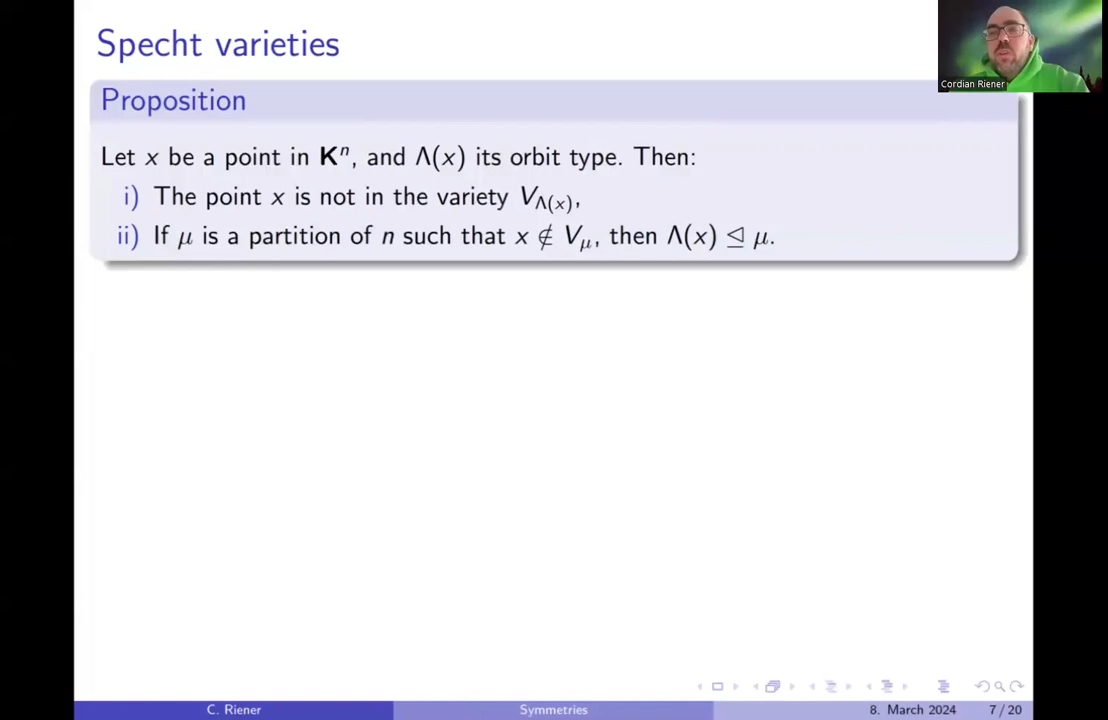 Specht varieties
Cordian Riener
Proposition
Let x be a point in Kⁿ, and Λ(x) its orbit type. Then:
i) The point x is not in the variety V_Λ(x),
ii) If μ is a partition of n such that x ∉ V_μ, then Λ(x) ⊴ μ.
C. Riener
Symmetries
8. March 2024
7 / 20